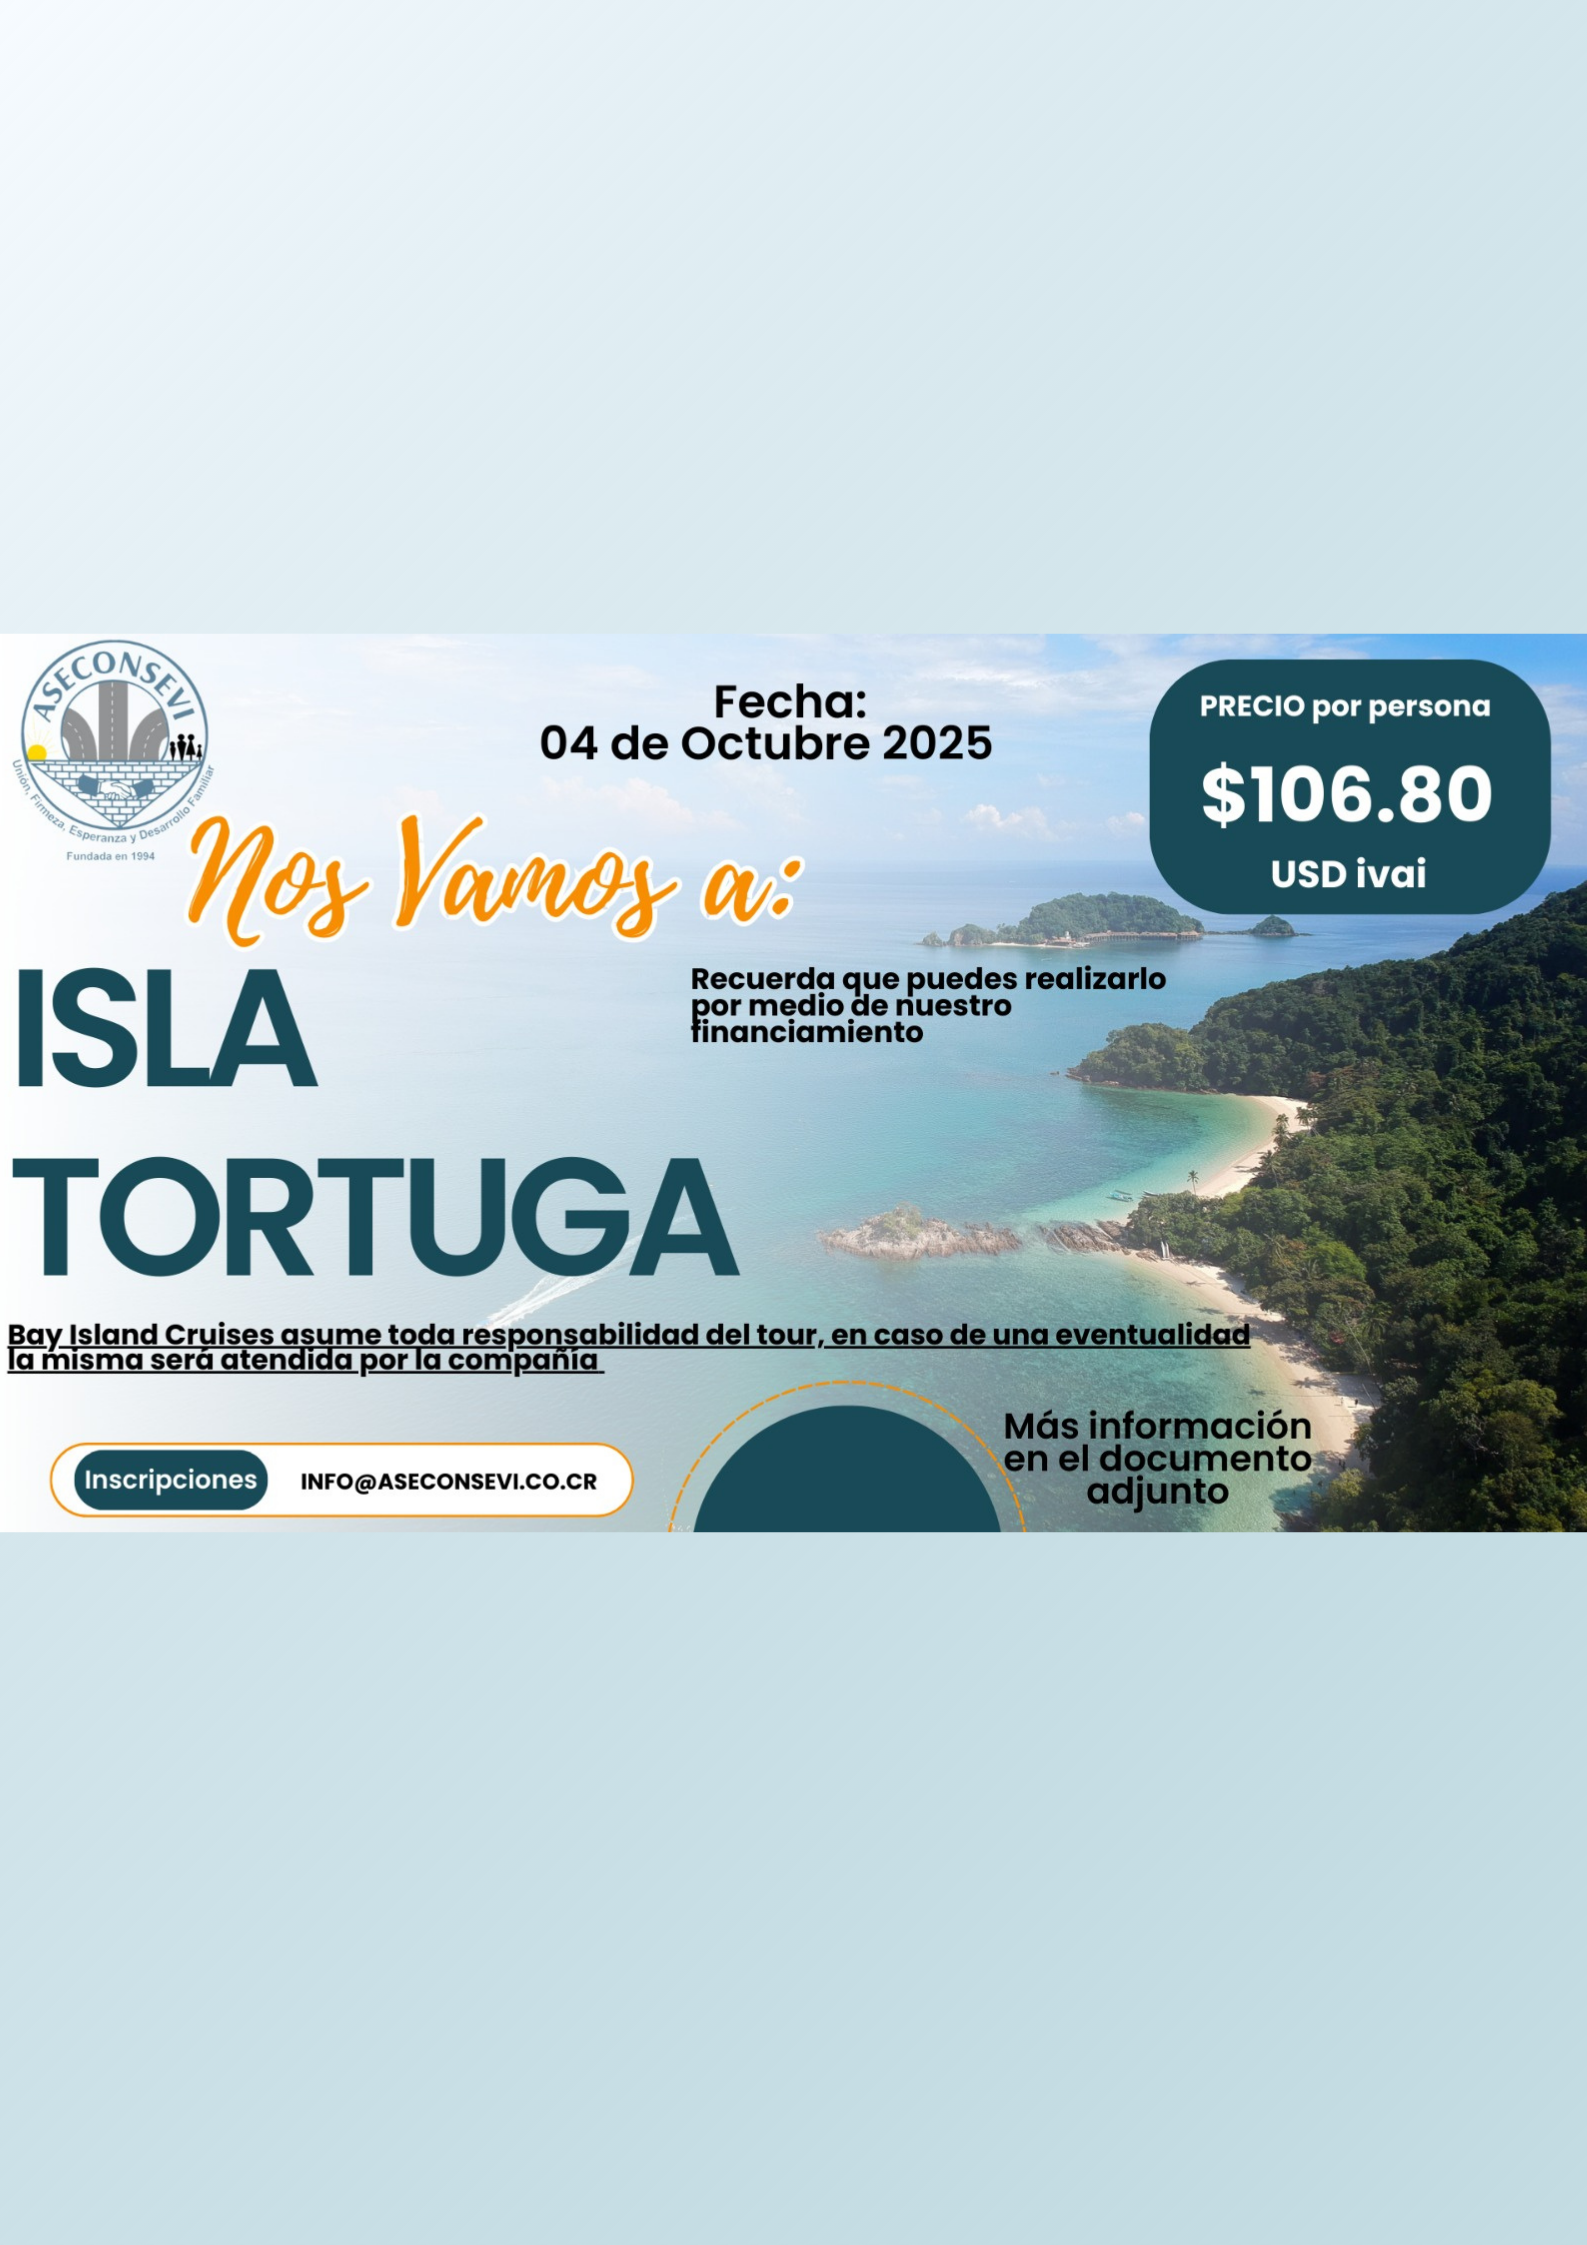 ASECONSEVI
Unión, Firmeza, Esperanza y Desarrollo Familiar
Fundada en 1994
Fecha:
04 de Octubre 2025
PRECIO por persona
$106.80
USD ivai
Nos Vamos a:
ISLA
TORTUGA
Recuerda que puedes realizarlo
por medio de nuestro
financiamiento
Bay Island Cruises asume toda responsabilidad del tour, en caso de una eventualidad
la misma será atendida por la compañía
Inscripciones
INFO@ASECONSEVI.CO.CR
Más información
en el documento
adjunto